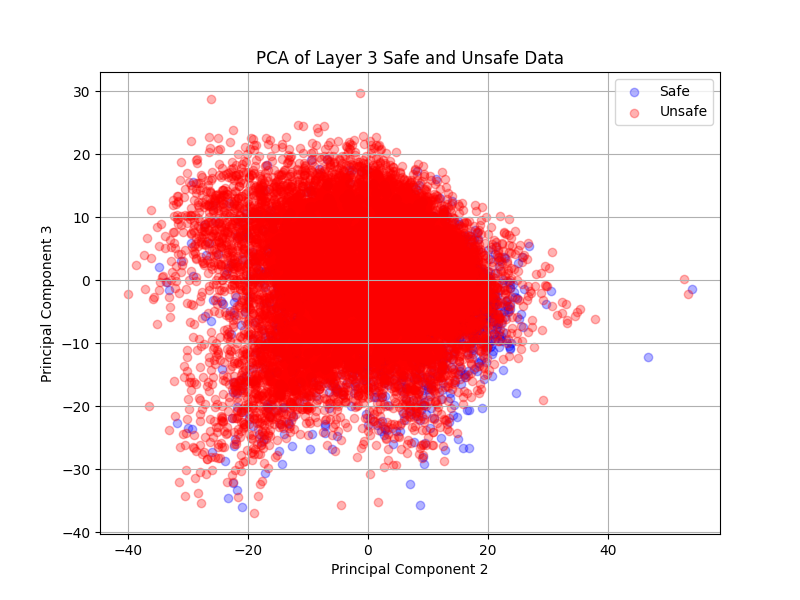 PCA of Layer 3 Safe and Unsafe Data
Safe
Unsafe
30
20
10
0
−10
−20
−30
−40
Principal Component 3
−40
−20
0
20
40
Principal Component 2